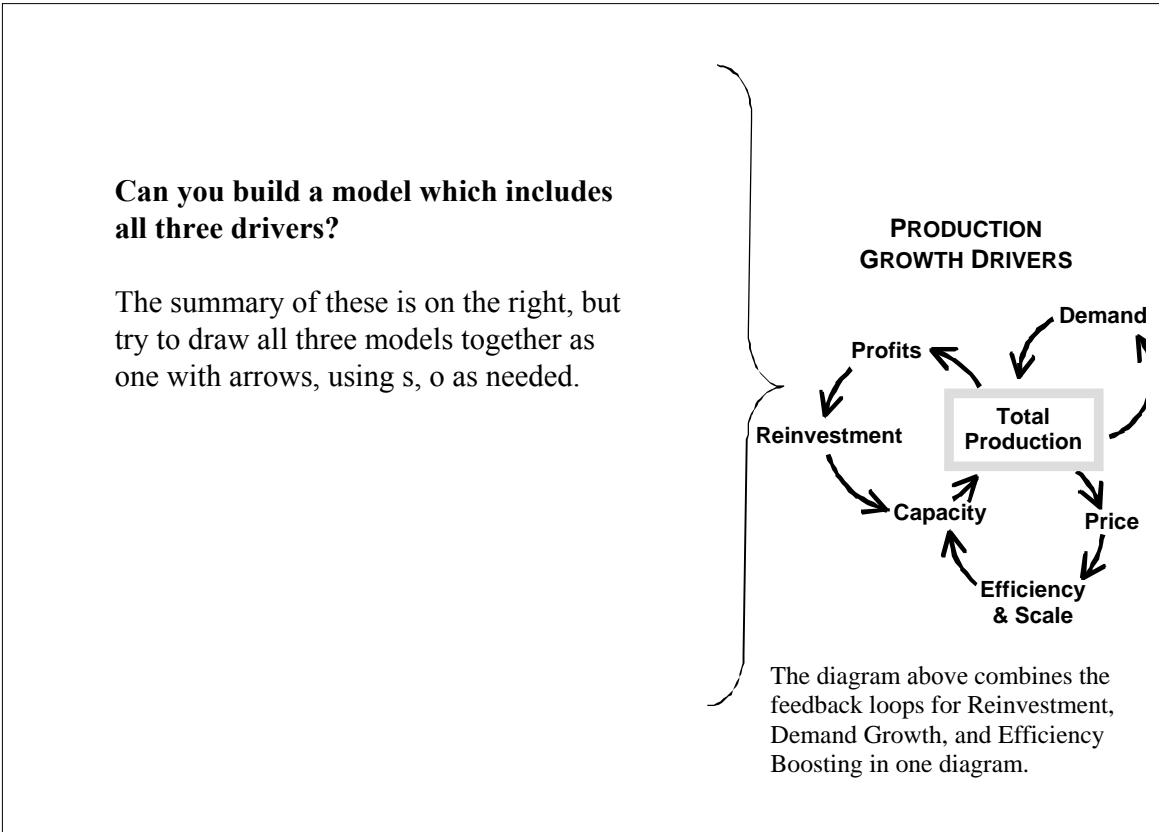 Can you build a model which includes
all three drivers?
The summary of these is on the right, but
try to draw all three models together as
one with arrows, using s, o as needed.
PRODUCTION
GROWTH DRIVERS
Demand
Profits
Total
Production
Reinvestment
Capacity
Price
Efficiency
& Scale
The diagram above combines the
feedback loops for Reinvestment,
Demand Growth, and Efficiency
Boosting in one diagram.